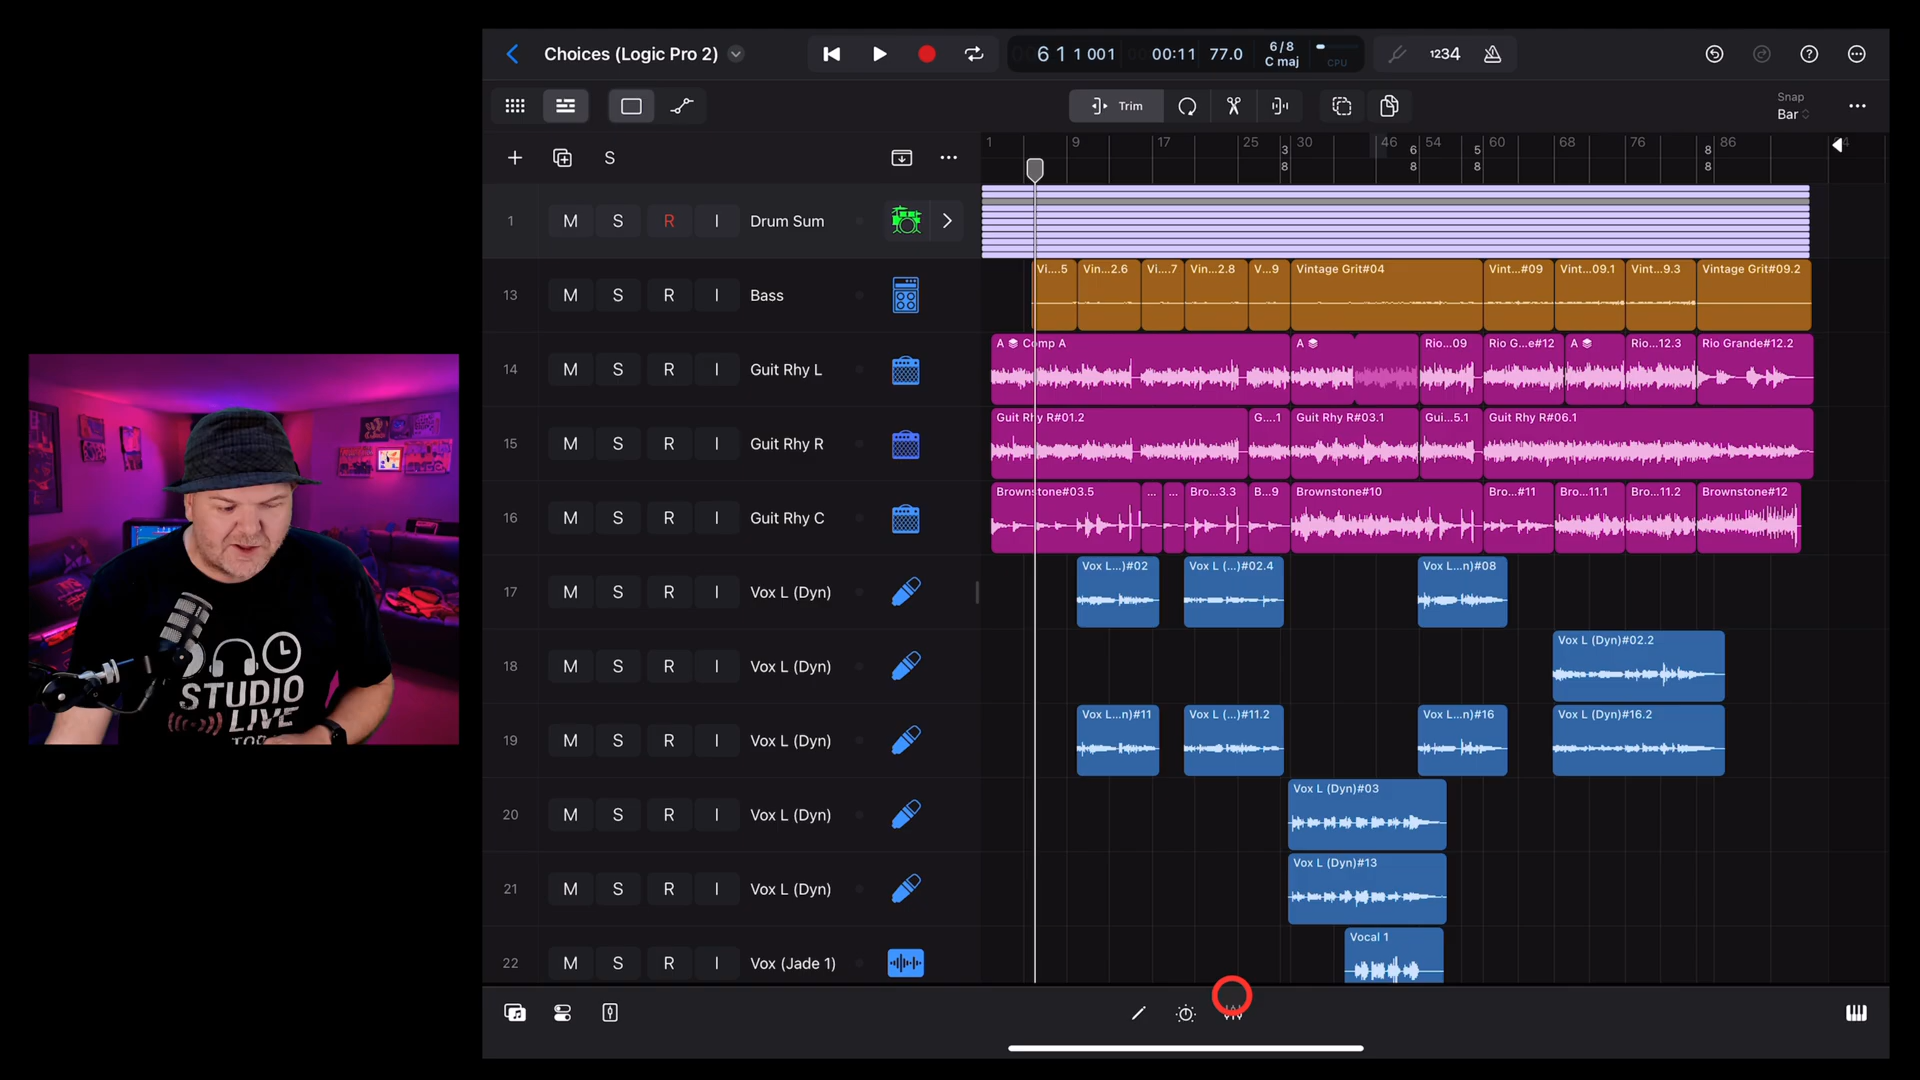 Choices (Logic Pro 2)
6 1 1 001
00:11
77.0
6/8
C maj
CPU
1234
Trim
Snap
Bar
S
1
9
17
25
3
8
30
46
6
8
54
5
8
60
68
76
8
8
86
1 M S R I Drum Sum
13 M S R I Bass
Vi....5
Vin...2.6
Vi....7
Vin...2.8
V...9
Vintage Grit#04
Vint...#09
Vint...09.1
Vint...9.3
Vintage Grit#09.2
14 M S R I Guit Rhy L
A Comp A
A
Rio...09
Rio G...e#12
A
Rio...12.3
Rio Grande#12.2
15 M S R I Guit Rhy R
Guit Rhy R#01.2
G....1
Guit Rhy R#03.1
Gui...5.1
Guit Rhy R#06.1
16 M S R I Guit Rhy C
Brownstone#03.5
...
...
Bro...3.3
B...9
Brownstone#10
Bro...#11
Bro...11.1
Bro...11.2
Brownstone#12
17 M S R I Vox L (Dyn)
Vox L...)#02
Vox L (...)#02.4
Vox L...n)#08
18 M S R I Vox L (Dyn)
Vox L (Dyn)#02.2
19 M S R I Vox L (Dyn)
Vox L...n)#11
Vox L (...)#11.2
Vox L...n)#16
Vox L (Dyn)#16.2
20 M S R I Vox L (Dyn)
Vox L (Dyn)#03
21 M S R I Vox L (Dyn)
Vox L (Dyn)#13
22 M S R I Vox (Jade 1)
Vocal 1
STUDIO
LIVE